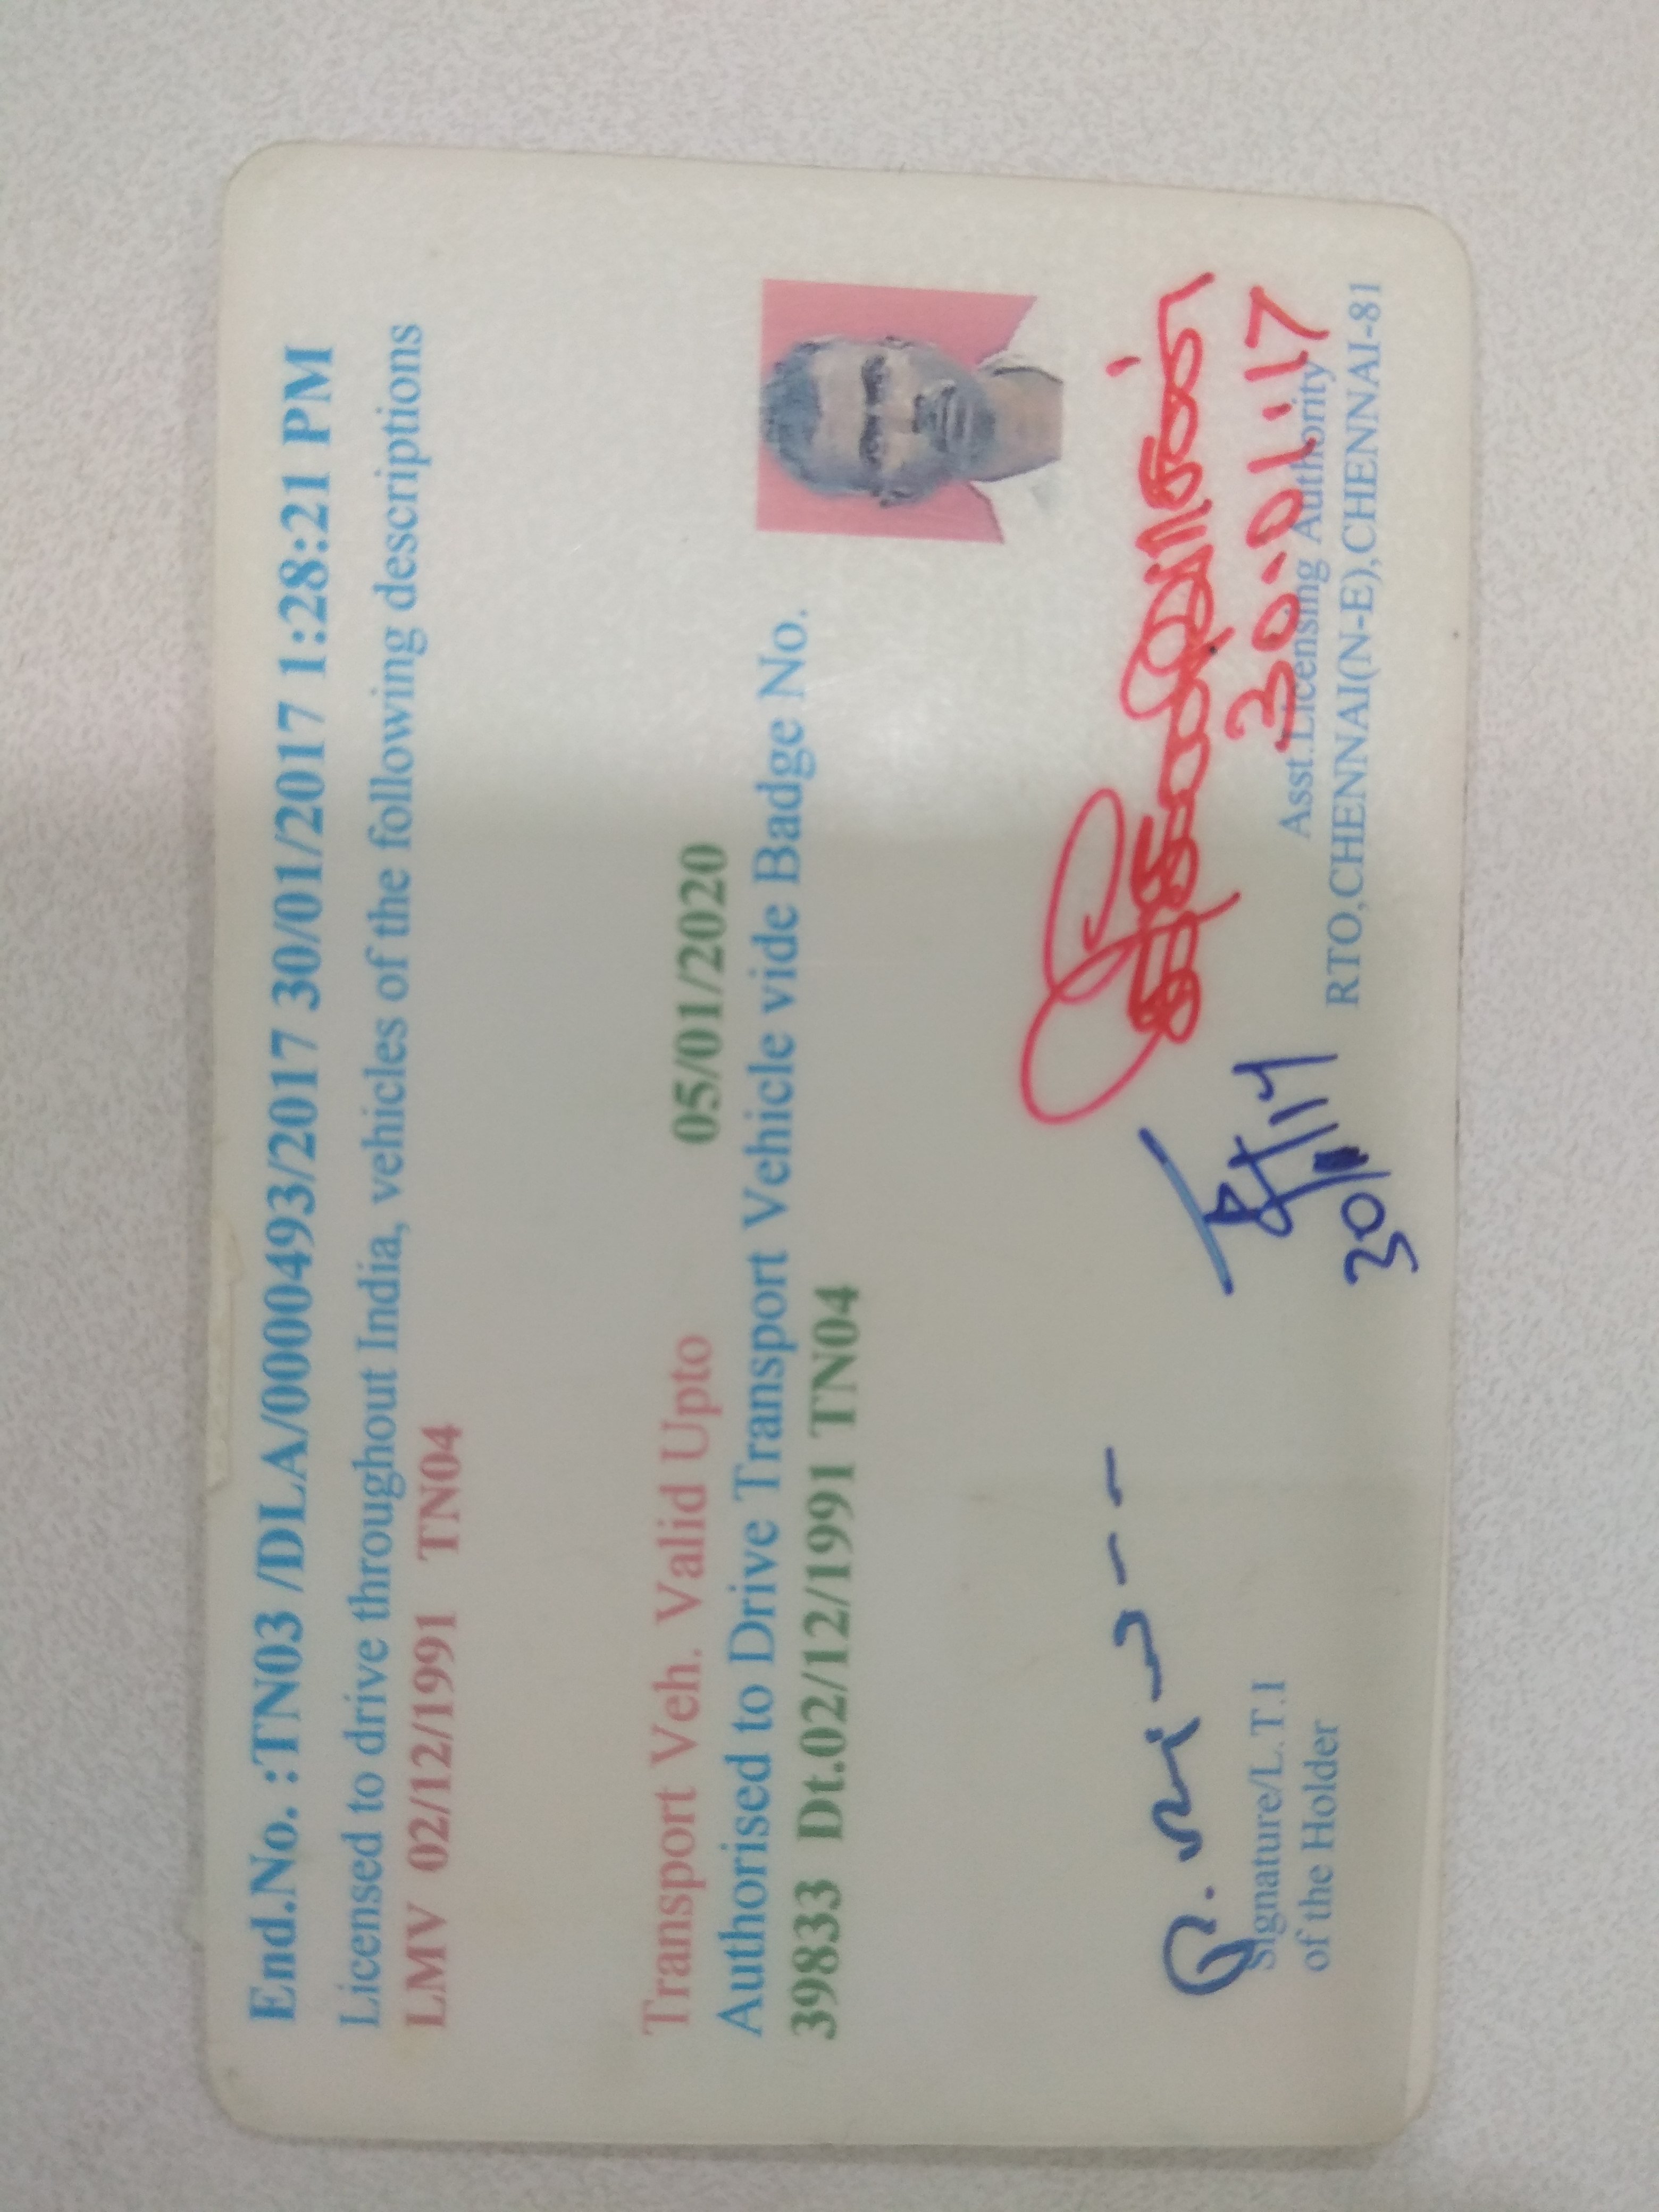 End.No. :TN03 /DLA/0000493/2017 30/01/2017 1:28:21 PM
Licensed to drive throughout India, vehicles of the following descriptions
LMV 02/12/1991 TN04
Transport Veh. Valid Upto 05/01/2020
Authorised to Drive Transport Vehicle vide Badge No.
39833 Dt.02/12/1991 TN04
30.01.17
Signature/L.T.I
of the Holder
Asst.Licensing Authority
RTO,CHENNAI(N-E),CHENNAI-81